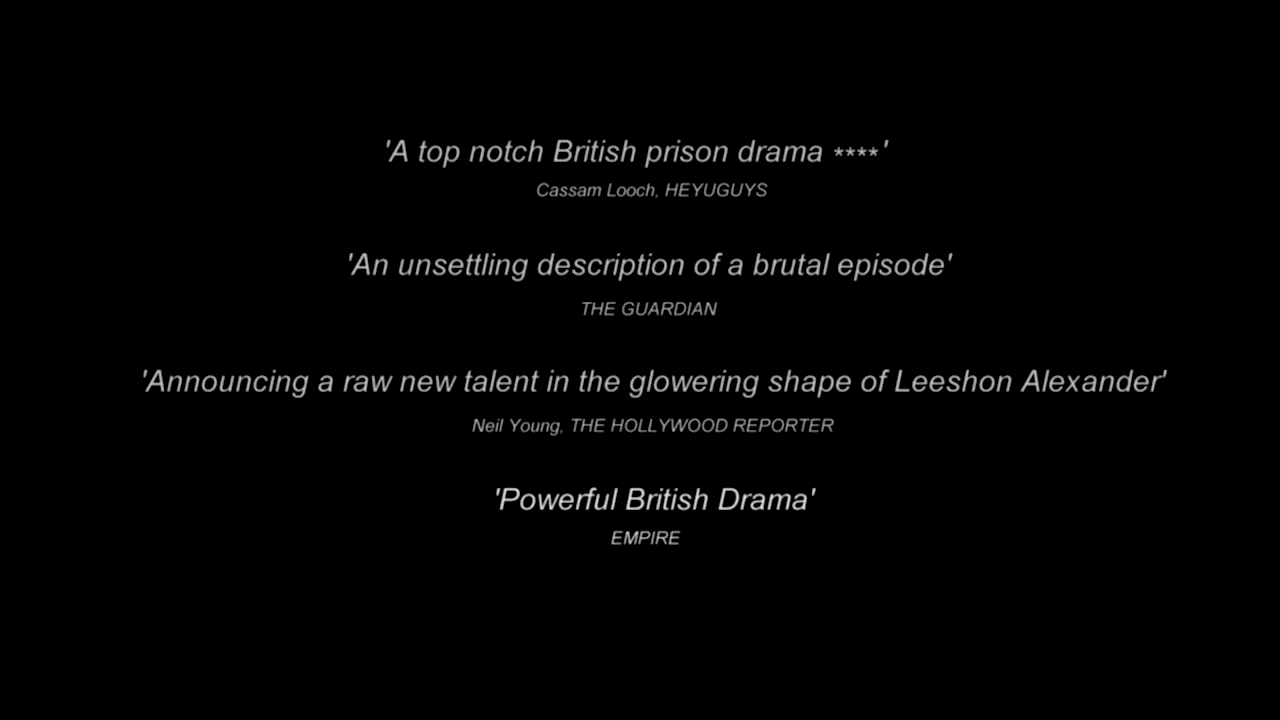 'A top notch British prison drama ****'
Cassam Looch, HEYUGUYS
'An unsettling description of a brutal episode'
THE GUARDIAN
'Announcing a raw new talent in the glowering shape of Leeshon Alexander'
Neil Young, THE HOLLYWOOD REPORTER
'Powerful British Drama'
EMPIRE